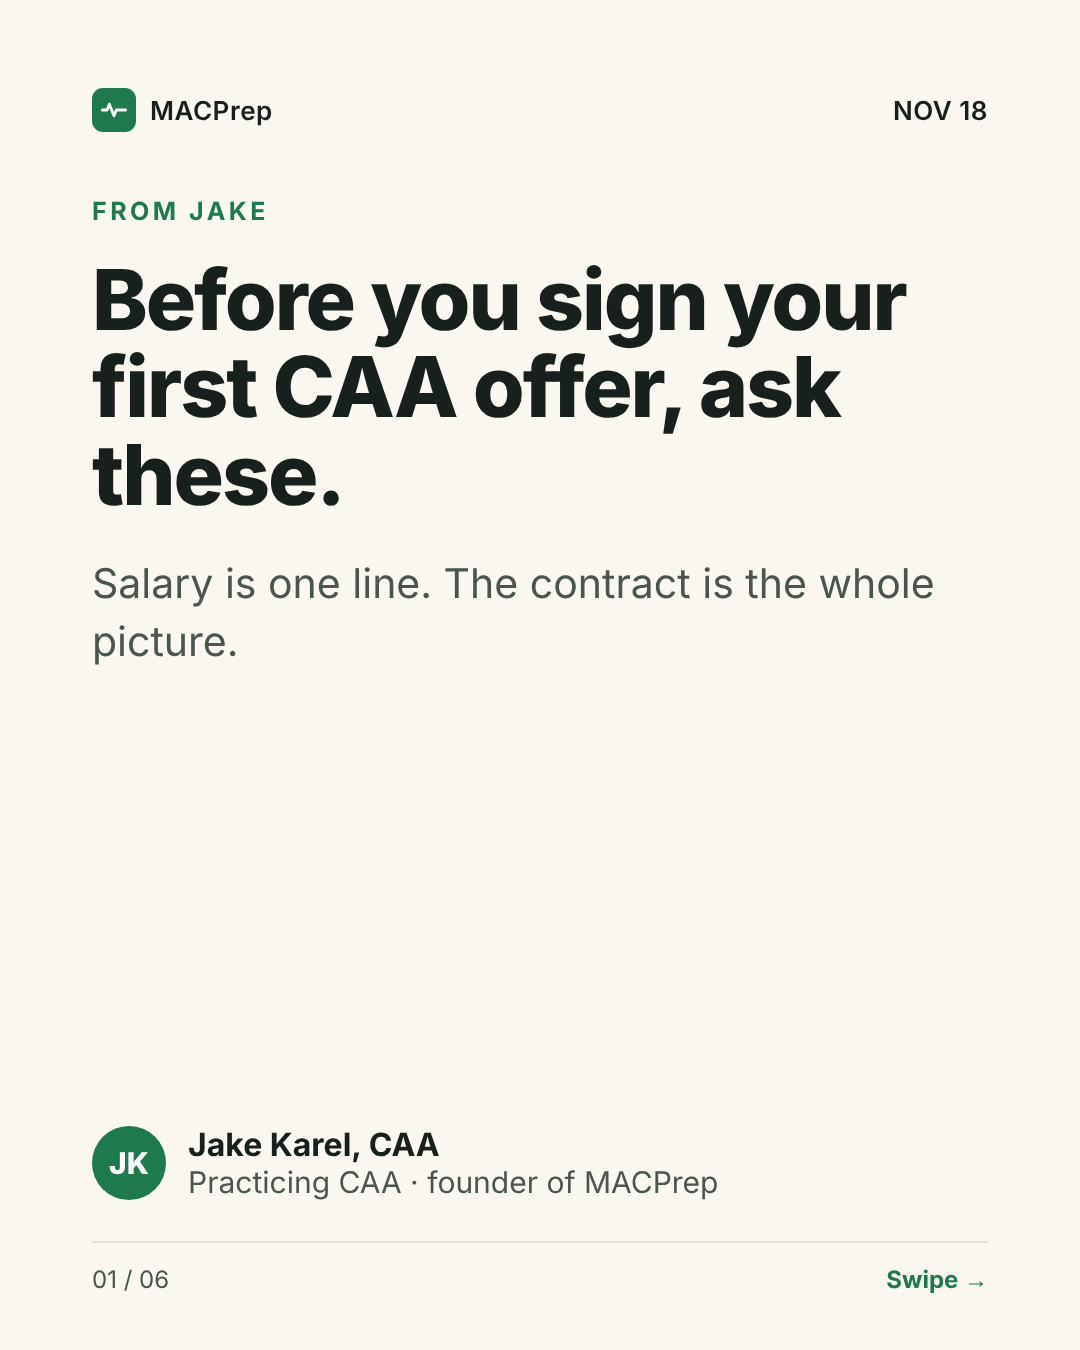 MACPrep
NOV 18
FROM JAKE
Before you sign your
first CAA offer, ask
these.
Salary is one line. The contract is the whole
picture.
JK
Jake Karel, CAA
Practicing CAA · founder of MACPrep
01 / 06
Swipe →